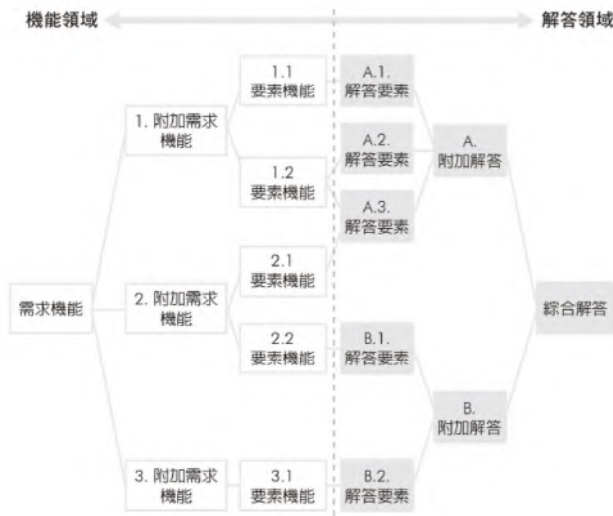 機能領域
解答領域
1.1
要素機能
A.1.
解答要素
1. 附加需求
機能
A.2.
解答要素
A.
附加解答
1.2
要素機能
A.3.
解答要素
2.1
要素機能
需求機能
2. 附加需求
機能
綜合解答
2.2
要素機能
B.1.
解答要素
B.
附加解答
3. 附加需求
機能
3.1
要素機能
B.2.
解答要素